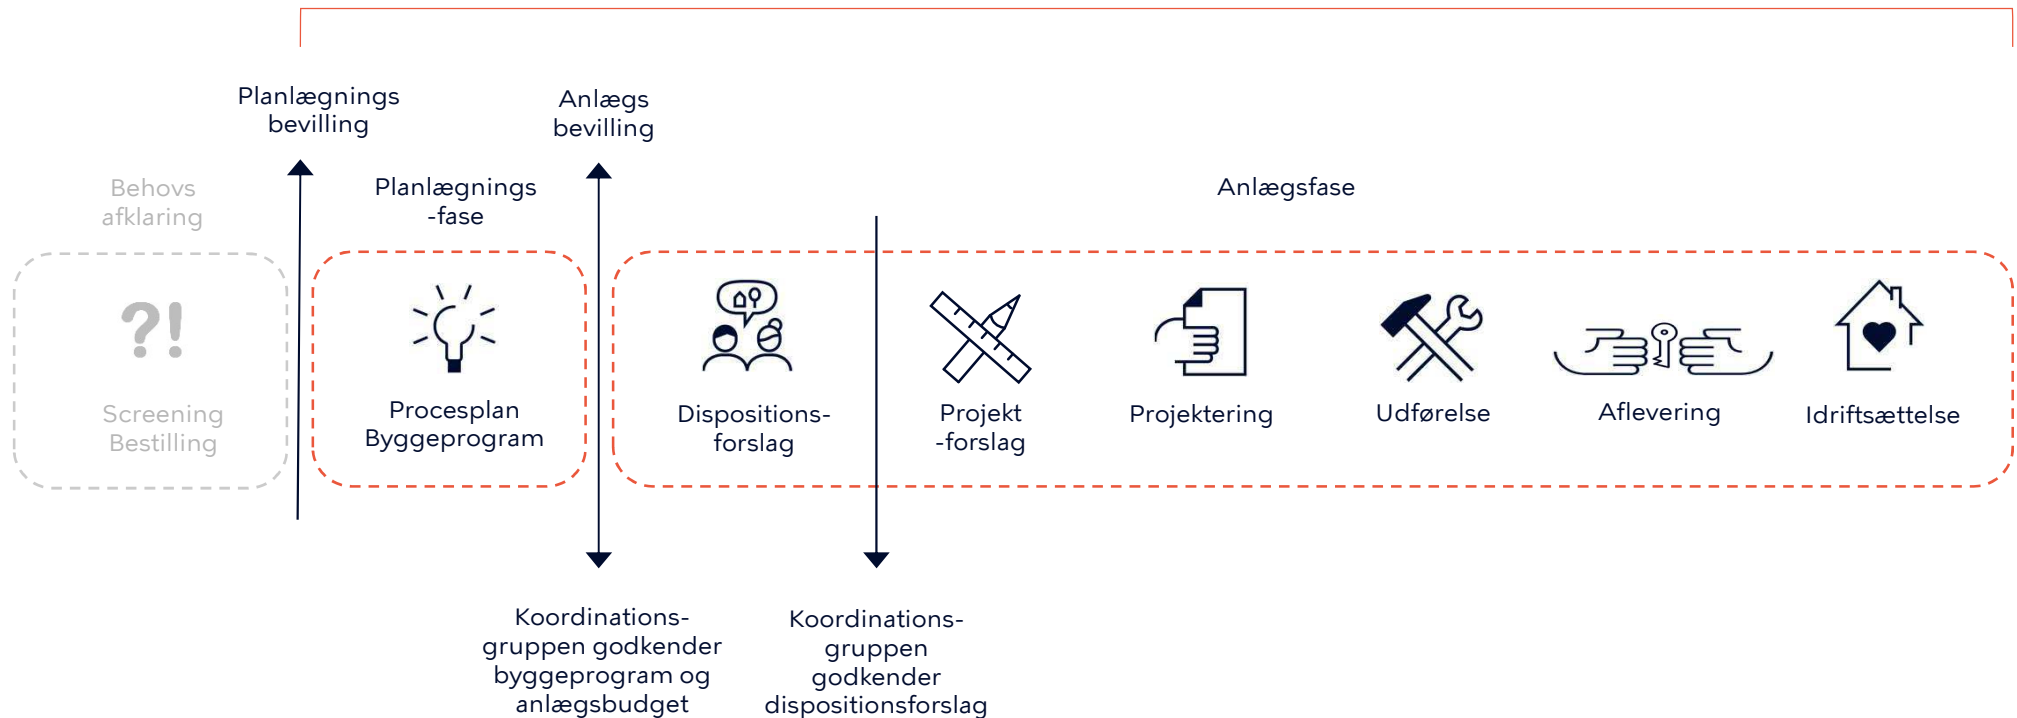 Planlægnings
bevilling
Anlægs
bevilling
Behovs
afklaring
Planlægnings
-fase
Anlægsfase
?!
Screening
Bestilling
Procesplan
Byggeprogram
Dispositions-
forslag
Projekt
-forslag
Projektering
Udførelse
Aflevering
Idriftsættelse
Koordinations-
gruppen godkender
byggeprogram og
anlægsbudget
Koordinations-
gruppen
godkender
dispositionsforslag